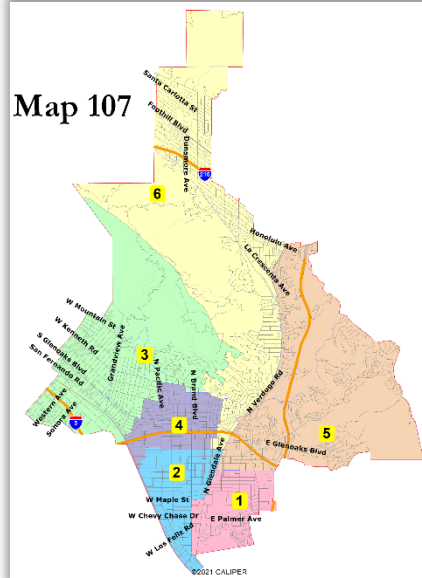 Santa Carlotta St
Map 107
Foothill Blvd
Dunsmore Ave
210
6
Honolulu Ave
La Crescenta Ave
W Mountain St
W Kenneth Rd
S Glenoaks Blvd
San Fernando Rd
Grandview Ave
3
N Pacific Ave
N Brand Blvd
N Verdugo Rd
Western Ave
Sonora Ave
5
4
5
E Glenoaks Blvd
N Glendale Ave
2
W Maple St
1
W Chevy Chase Dr
E Palmer Ave
W Los Feliz Rd
©2021 CALIPER